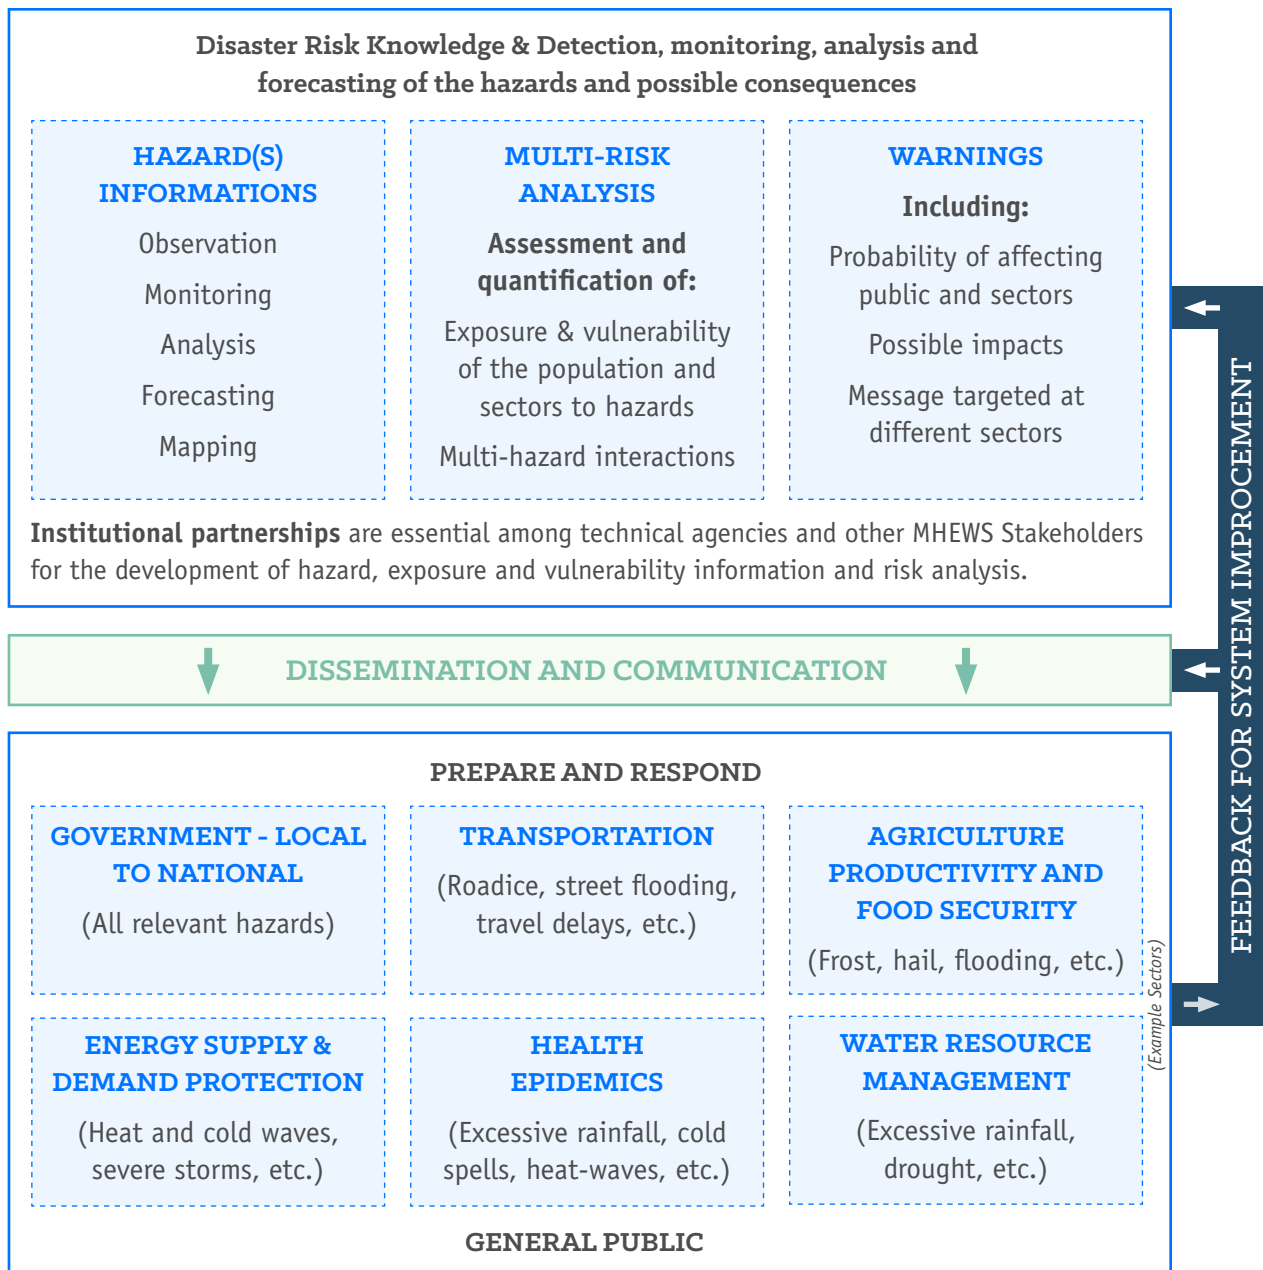 Disaster Risk Knowledge & Detection, monitoring, analysis and
forecasting of the hazards and possible consequences
HAZARD(S)
INFORMATIONS
Observation
Monitoring
Analysis
Forecasting
Mapping
MULTI-RISK
ANALYSIS
Assessment and
quantification of:
Exposure & vulnerability
of the population and
sectors to hazards
Multi-hazard interactions
WARNINGS
Including:
Probability of affecting
public and sectors
Possible impacts
Message targeted at
different sectors
Institutional partnerships are essential among technical agencies and other MHEWS Stakeholders
for the development of hazard, exposure and vulnerability information and risk analysis.
DISSEMINATION AND COMMUNICATION
PREPARE AND RESPOND
GOVERNMENT - LOCAL
TO NATIONAL
(All relevant hazards)
TRANSPORTATION
(Roadice, street flooding,
travel delays, etc.)
AGRICULTURE
PRODUCTIVITY AND
FOOD SECURITY
(Frost, hail, flooding, etc.)
ENERGY SUPPLY &
DEMAND PROTECTION
(Heat and cold waves,
severe storms, etc.)
HEALTH
EPIDEMICS
(Excessive rainfall, cold
spells, heat-waves, etc.)
WATER RESOURCE
MANAGEMENT
(Excessive rainfall,
drought, etc.)
(Example Sectors)
GENERAL PUBLIC
FEEDBACK FOR SYSTEM IMPROCEMENT